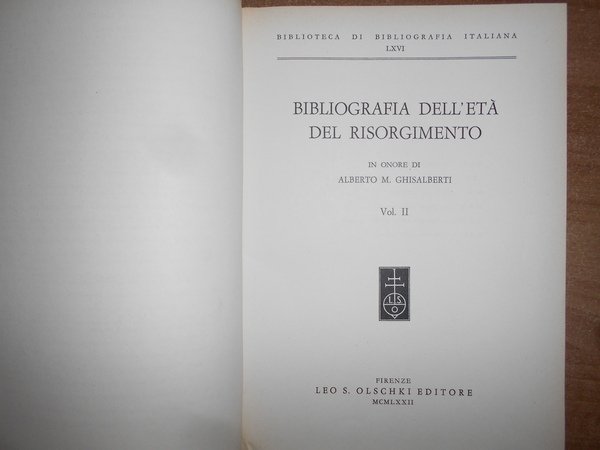 BIBLIOTECA DI BIBLIOGRAFIA ITALIANA
LXVI
BIBLIOGRAFIA DELL'ETÀ
DEL RISORGIMENTO
IN ONORE DI
ALBERTO M. GHISALBERTI
Vol. II
L S
O
FIRENZE
LEO S. OLSCHKI EDITORE
MCMLXXII